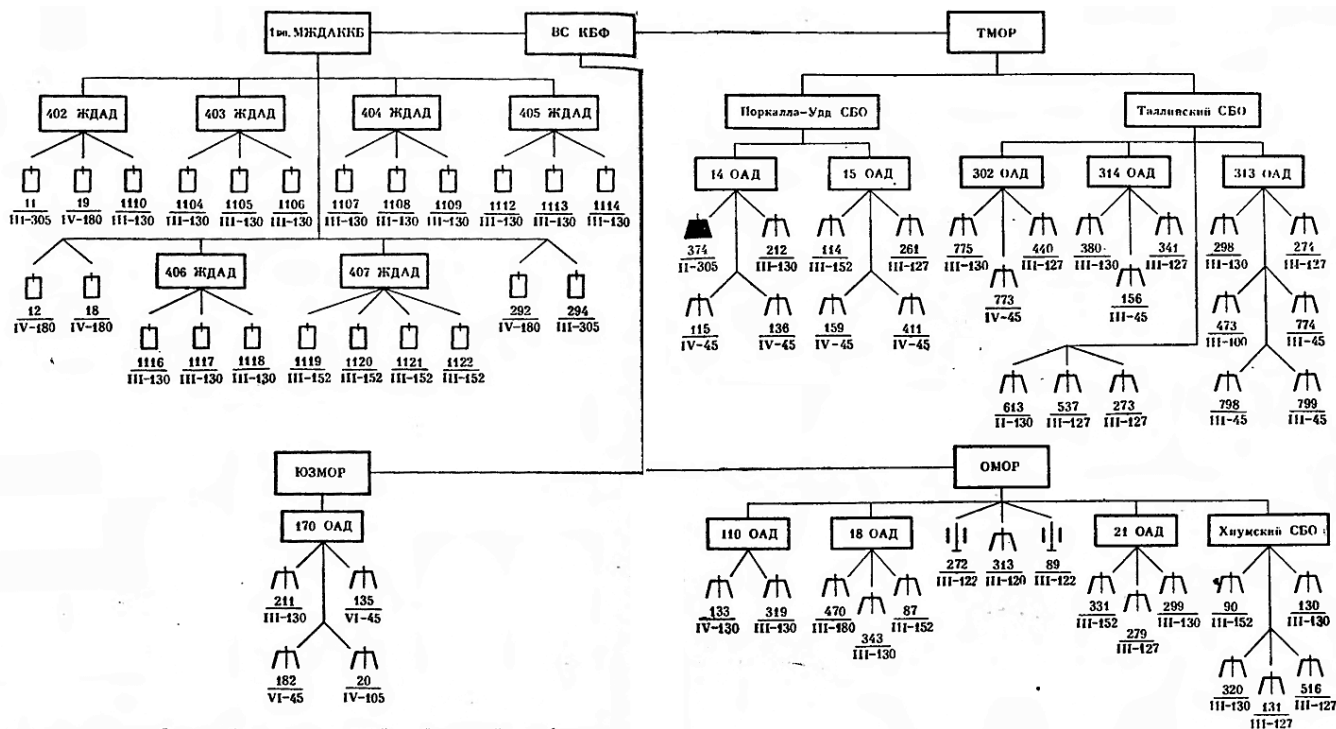 1 гв. МЖДАККБ
ВС КБФ
ТМОР
402 ЖДАД
403 ЖДАД
404 ЖДАД
405 ЖДАД
11
III-305
19
IV-180
1110
III-130
1104
III-130
1105
III-130
1106
III-130
1107
III-130
1108
III-130
1109
III-130
1112
III-130
1113
III-130
1114
III-130
406 ЖДАД
407 ЖДАД
12
IV-180
18
IV-180
292
IV-180
294
III-305
1116
III-130
1117
III-130
1118
III-130
1119
III-152
1120
III-152
1121
III-152
1122
III-152
Поркалла-Удд СБО
Таллинский СБО
14 ОАД
15 ОАД
302 ОАД
314 ОАД
313 ОАД
374
II-305
212
III-130
114
III-152
261
III-127
775
III-130
440
III-127
380
III-130
341
III-127
298
III-130
274
III-127
773
IV-45
156
III-45
115
IV-45
136
IV-45
159
IV-45
411
IV-45
473
III-100
774
III-45
613
II-130
537
III-127
273
III-127
798
III-45
799
III-45
ЮЗМОР
170 ОАД
211
III-130
135
VI-45
182
VI-45
20
IV-105
ОМОР
110 ОАД
18 ОАД
272
III-122
313
III-120
89
III-122
21 ОАД
Хиумский СБО
133
IV-130
319
III-130
470
III-180
87
III-152
343
III-130
331
III-152
299
III-130
279
III-127
90
III-152
130
III-130
320
III-130
131
III-127
516
III-127